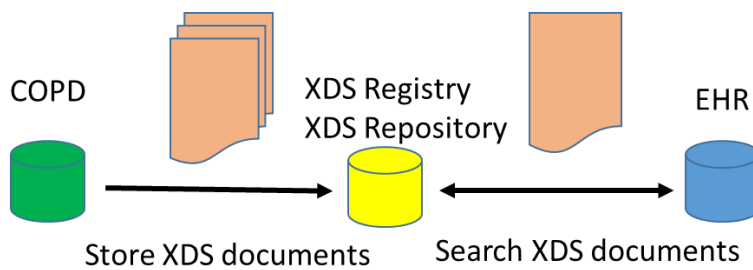 COPD
XDS Registry
XDS Repository
EHR
Store XDS documents
Search XDS documents